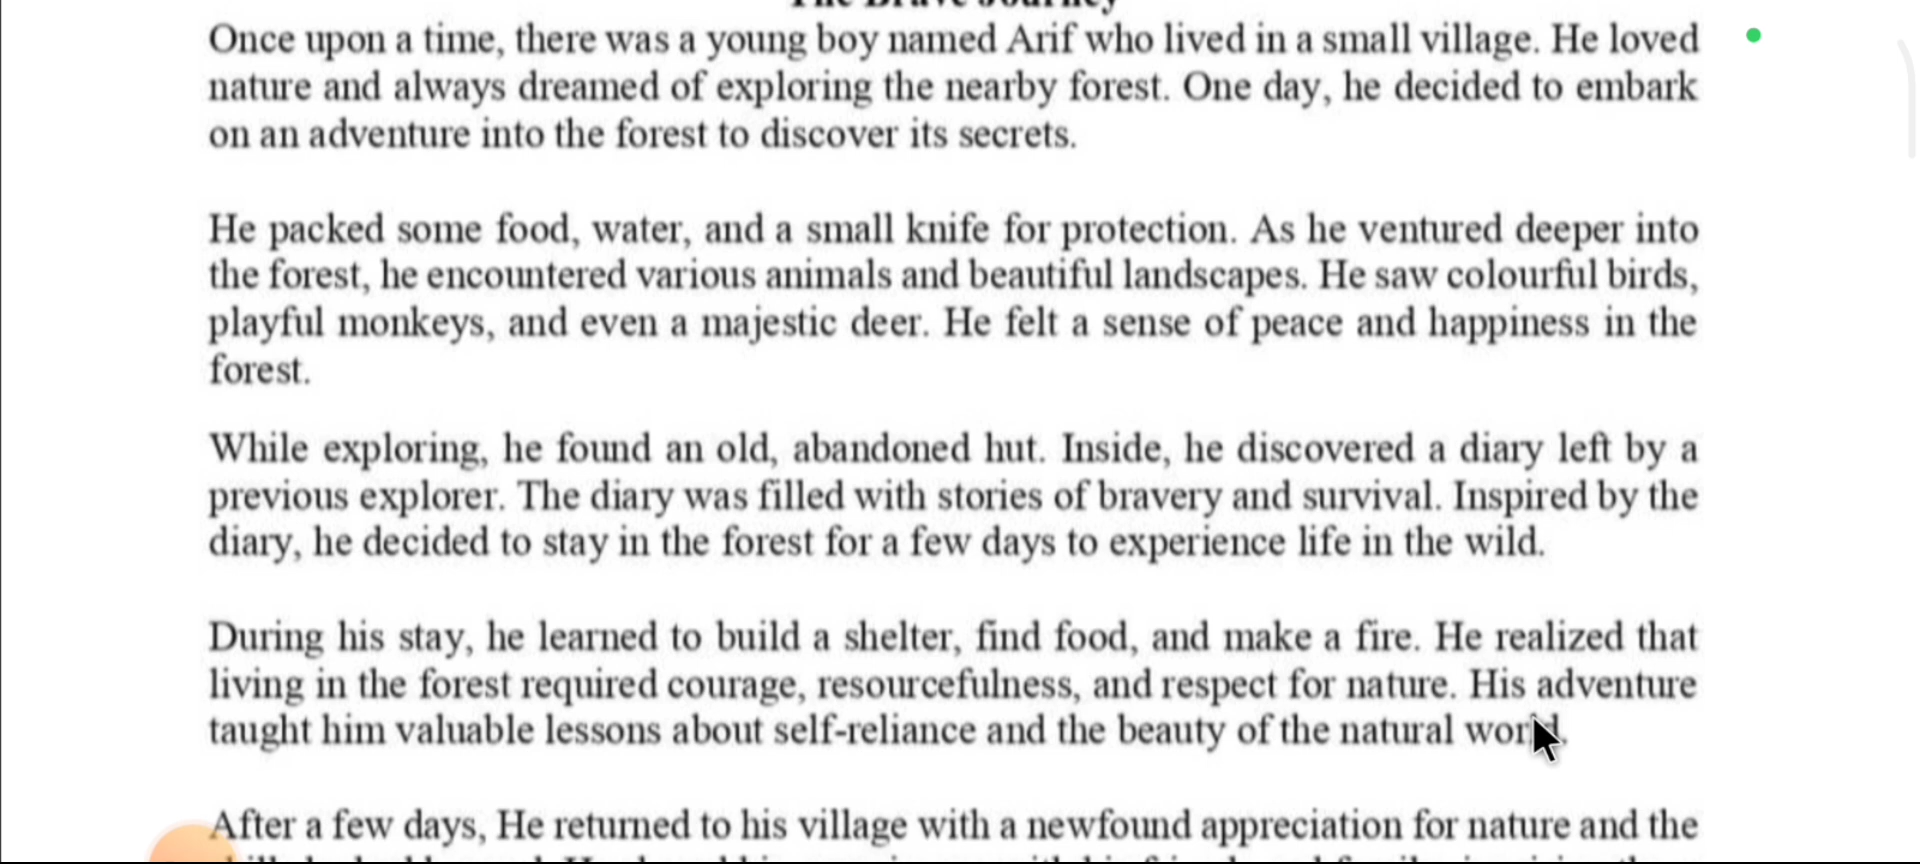 The Brave Journey
Once upon a time, there was a young boy named Arif who lived in a small village. He loved
nature and always dreamed of exploring the nearby forest. One day, he decided to embark
on an adventure into the forest to discover its secrets.
He packed some food, water, and a small knife for protection. As he ventured deeper into
the forest, he encountered various animals and beautiful landscapes. He saw colourful birds,
playful monkeys, and even a majestic deer. He felt a sense of peace and happiness in the
forest.
While exploring, he found an old, abandoned hut. Inside, he discovered a diary left by a
previous explorer. The diary was filled with stories of bravery and survival. Inspired by the
diary, he decided to stay in the forest for a few days to experience life in the wild.
During his stay, he learned to build a shelter, find food, and make a fire. He realized that
living in the forest required courage, resourcefulness, and respect for nature. His adventure
taught him valuable lessons about self-reliance and the beauty of the natural world.
After a few days, He returned to his village with a newfound appreciation for nature and the